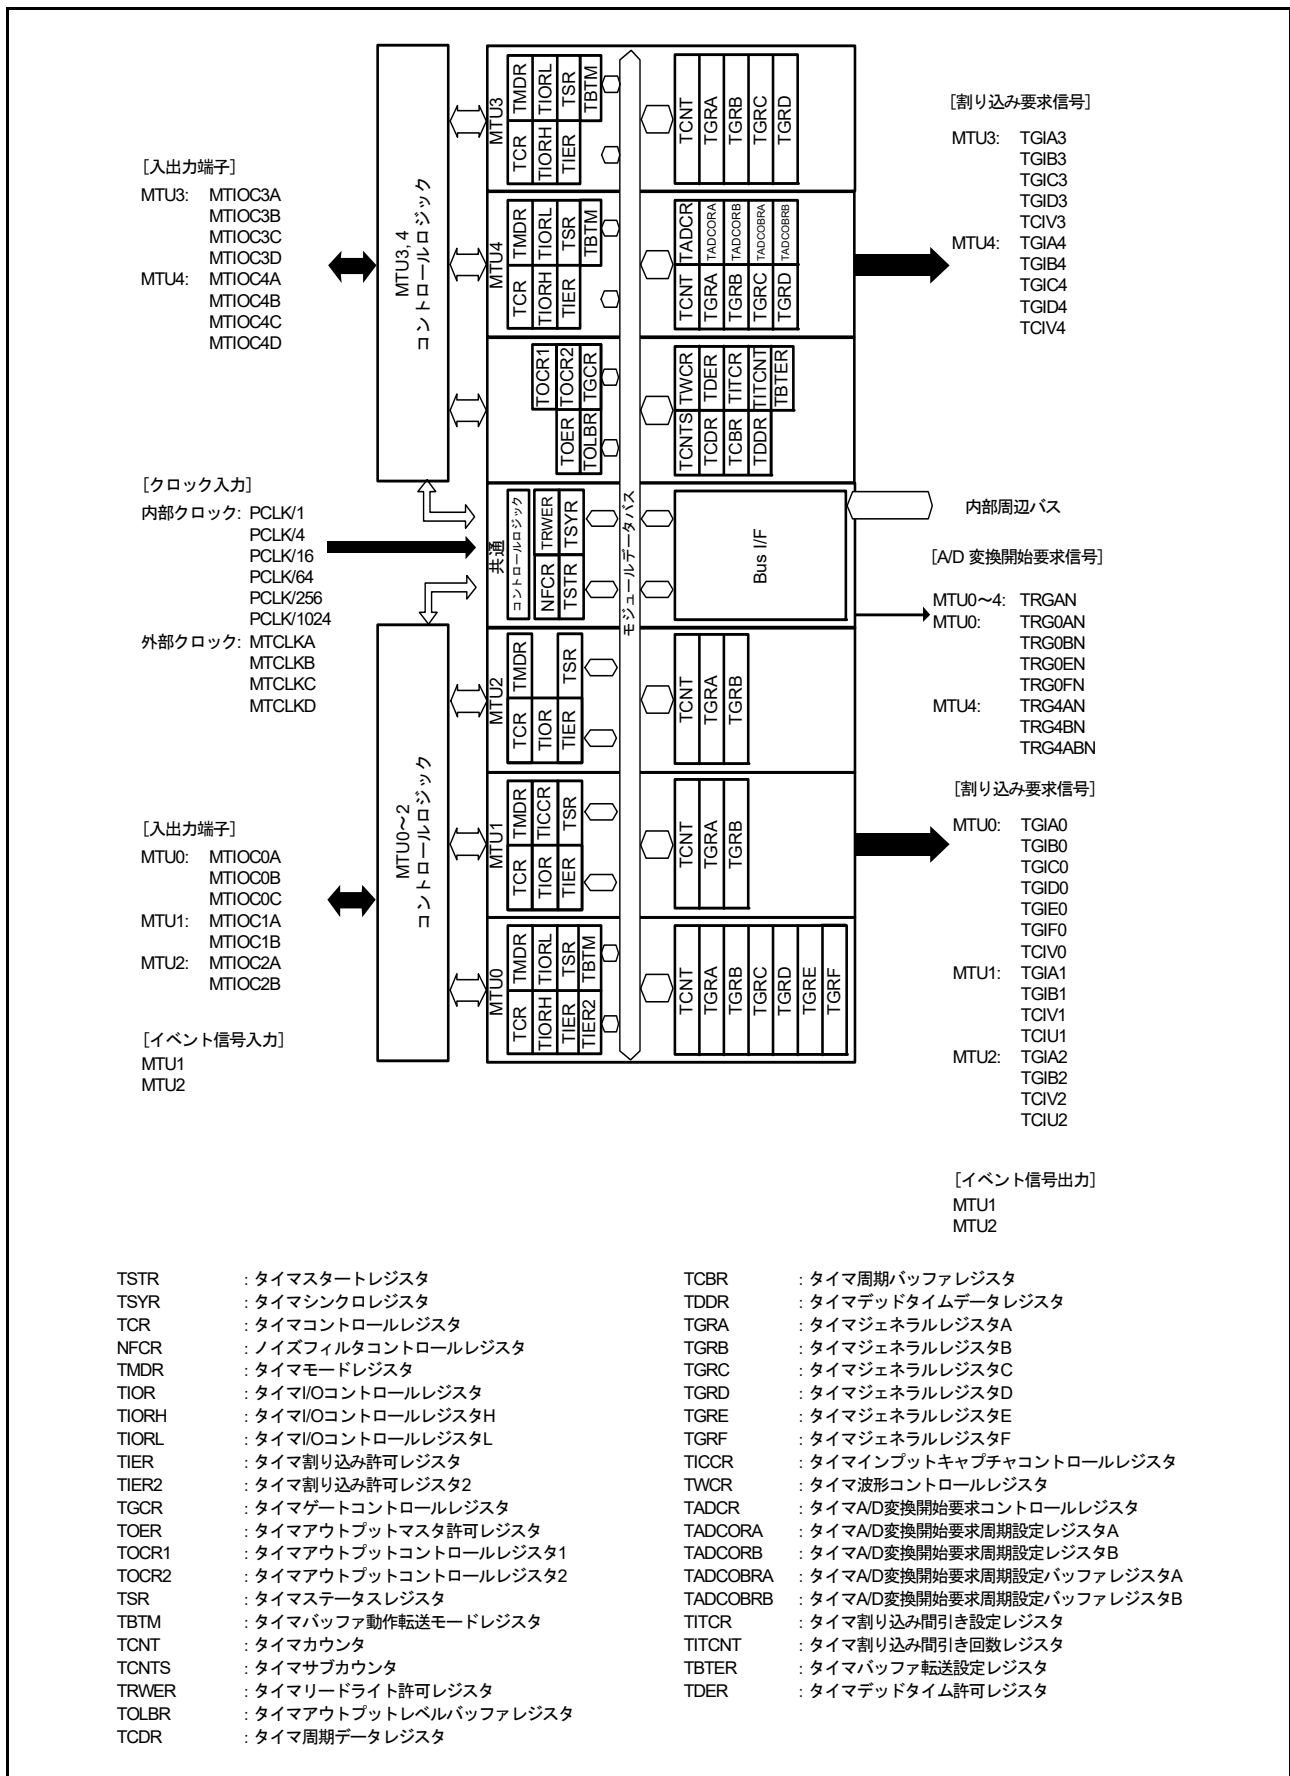 [入出力端子]
MTU3: MTIOC3A
MTIOC3B
MTIOC3C
MTIOC3D
MTU4: MTIOC4A
MTIOC4B
MTIOC4C
MTIOC4D
[クロック入力]
内部クロック: PCLK/1
PCLK/4
PCLK/16
PCLK/64
PCLK/256
PCLK/1024
外部クロック: MTCLKA
MTCLKB
MTCLKC
MTCLKD
[入出力端子]
MTU0: MTIOC0A
MTIOC0B
MTIOC0C
MTU1: MTIOC1A
MTIOC1B
MTU2: MTIOC2A
MTIOC2B
[イベント信号入力]
MTU1
MTU2
MTU3, 4
コントロールロジック
MTU0～2
コントロールロジック
MTU3
TCR
TMDR
TIORH
TIORL
TIER
TSR
TBTM
TCNT
TGRA
TGRB
TGRC
TGRD
MTU4
TCR
TMDR
TIORH
TIORL
TIER
TSR
TBTM
TCNT
TADCR
TGRA
TADCORA
TGRB
TADCORB
TGRC
TADCOBRA
TGRD
TADCOBRB
TOCR1
TOER
TOCR2
TOLBR
TGCR
TCNTS
TWCR
TCDR
TDER
TCBR
TITCR
TDDR
TITCNT
TBTER
共通
コントロールロジック
NFCR
TRWER
TSTR
TSYR
モジュールデータバス
Bus I/F
MTU2
TCR
TMDR
TIOR
TIER
TSR
TCNT
TGRA
TGRB
MTU1
TCR
TMDR
TIOR
TICCR
TIER
TSR
TCNT
TGRA
TGRB
MTU0
TCR
TMDR
TIORH
TIORL
TIER
TSR
TIER2
TBTM
TCNT
TGRA
TGRB
TGRC
TGRD
TGRE
TGRF
[割り込み要求信号]
MTU3: TGIA3
TGIB3
TGIC3
TGID3
TCIV3
MTU4: TGIA4
TGIB4
TGIC4
TGID4
TCIV4
内部周辺バス
[A/D 変換開始要求信号]
MTU0～4: TRGAN
MTU0: TRG0AN
TRG0BN
TRG0EN
TRG0FN
MTU4: TRG4AN
TRG4BN
TRG4ABN
[割り込み要求信号]
MTU0: TGIA0
TGIB0
TGIC0
TGID0
TGIE0
TGIF0
TCIV0
MTU1: TGIA1
TGIB1
TCIV1
TCIU1
MTU2: TGIA2
TGIB2
TCIV2
TCIU2
[イベント信号出力]
MTU1
MTU2
TSTR : タイマスタートレジスタ
TSYR : タイマシンクロレジスタ
TCR : タイマコントロールレジスタ
NFCR : ノイズフィルタコントロールレジスタ
TMDR : タイマモードレジスタ
TIOR : タイマI/Oコントロールレジスタ
TIORH : タイマI/OコントロールレジスタH
TIORL : タイマI/OコントロールレジスタL
TIER : タイマ割り込み許可レジスタ
TIER2 : タイマ割り込み許可レジスタ2
TGCR : タイマゲートコントロールレジスタ
TOER : タイマアウトプットマスタ許可レジスタ
TOCR1 : タイマアウトプットコントロールレジスタ1
TOCR2 : タイマアウトプットコントロールレジスタ2
TSR : タイマステータスレジスタ
TBTM : タイマバッファ動作転送モードレジスタ
TCNT : タイマカウンタ
TCNTS : タイマサブカウンタ
TRWER : タイマリードライト許可レジスタ
TOLBR : タイマアウトプットレベルバッファレジスタ
TCDR : タイマ周期データレジスタ
TCBR : タイマ周期バッファレジスタ
TDDR : タイマデッドタイムデータレジスタ
TGRA : タイマジェネラルレジスタA
TGRB : タイマジェネラルレジスタB
TGRC : タイマジェネラルレジスタC
TGRD : タイマジェネラルレジスタD
TGRE : タイマジェネラルレジスタE
TGRF : タイマジェネラルレジスタF
TICCR : タイマインプットキャプチャコントロールレジスタ
TWCR : タイマ波形コントロールレジスタ
TADCR : タイマA/D変換開始要求コントロールレジスタ
TADCORA : タイマA/D変換開始要求周期設定レジスタA
TADCORB : タイマA/D変換開始要求周期設定レジスタB
TADCOBRA : タイマA/D変換開始要求周期設定バッファレジスタA
TADCOBRB : タイマA/D変換開始要求周期設定バッファレジスタB
TITCR : タイマ割り込み間引き設定レジスタ
TITCNT : タイマ割り込み間引き回数レジスタ
TBTER : タイマバッファ転送設定レジスタ
TDER : タイマデッドタイム許可レジスタ